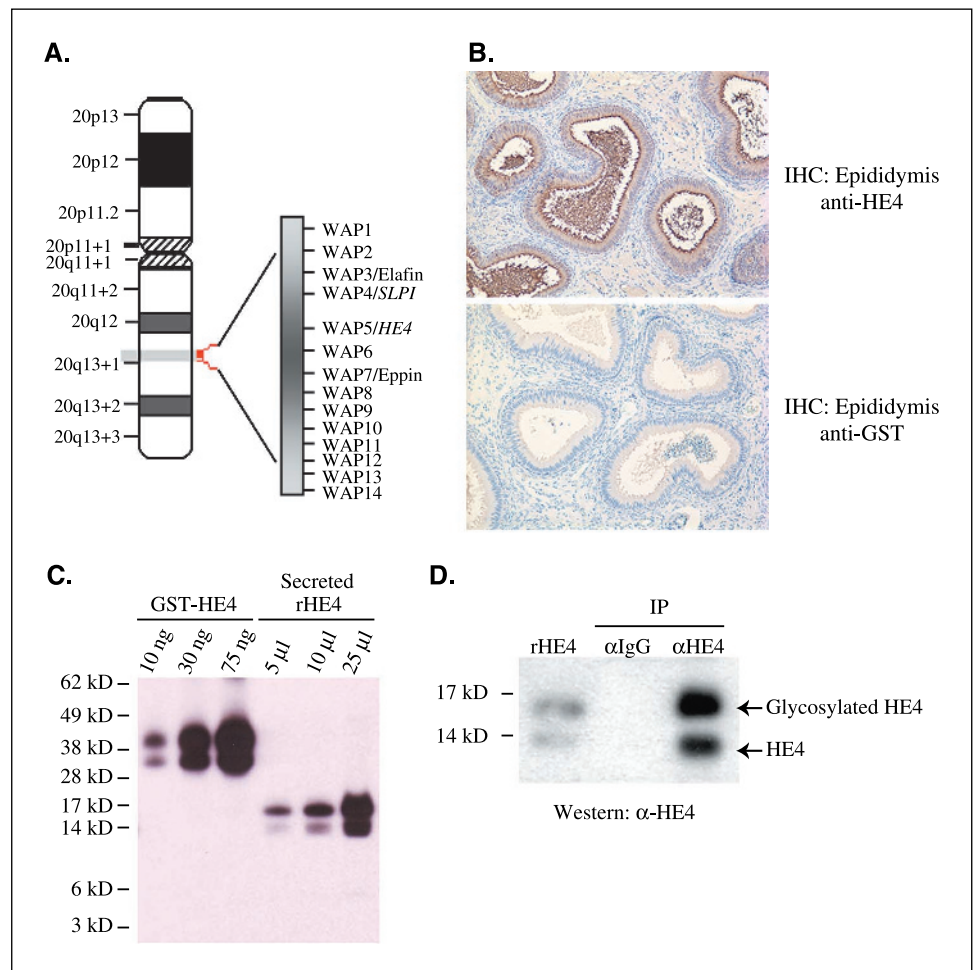 A.
20p13
20p12
20p11.2
20p11+1
20q11+1
20q11+2
20q12
20q13+1
20q13+2
20q13+3
WAP1
WAP2
WAP3/Elafin
WAP4/SLPI
WAP5/HE4
WAP6
WAP7/Eppin
WAP8
WAP9
WAP10
WAP11
WAP12
WAP13
WAP14
B.
IHC: Epididymis
anti-HE4
IHC: Epididymis
anti-GST
C.
GST-HE4
Secreted
rHE4
10 ng
30 ng
75 ng
5 µl
10 µl
25 µl
62 kD
49 kD
38 kD
28 kD
17 kD
14 kD
6 kD
3 kD
D.
IP
rHE4
αIgG
αHE4
17 kD
14 kD
Glycosylated HE4
HE4
Western: α-HE4